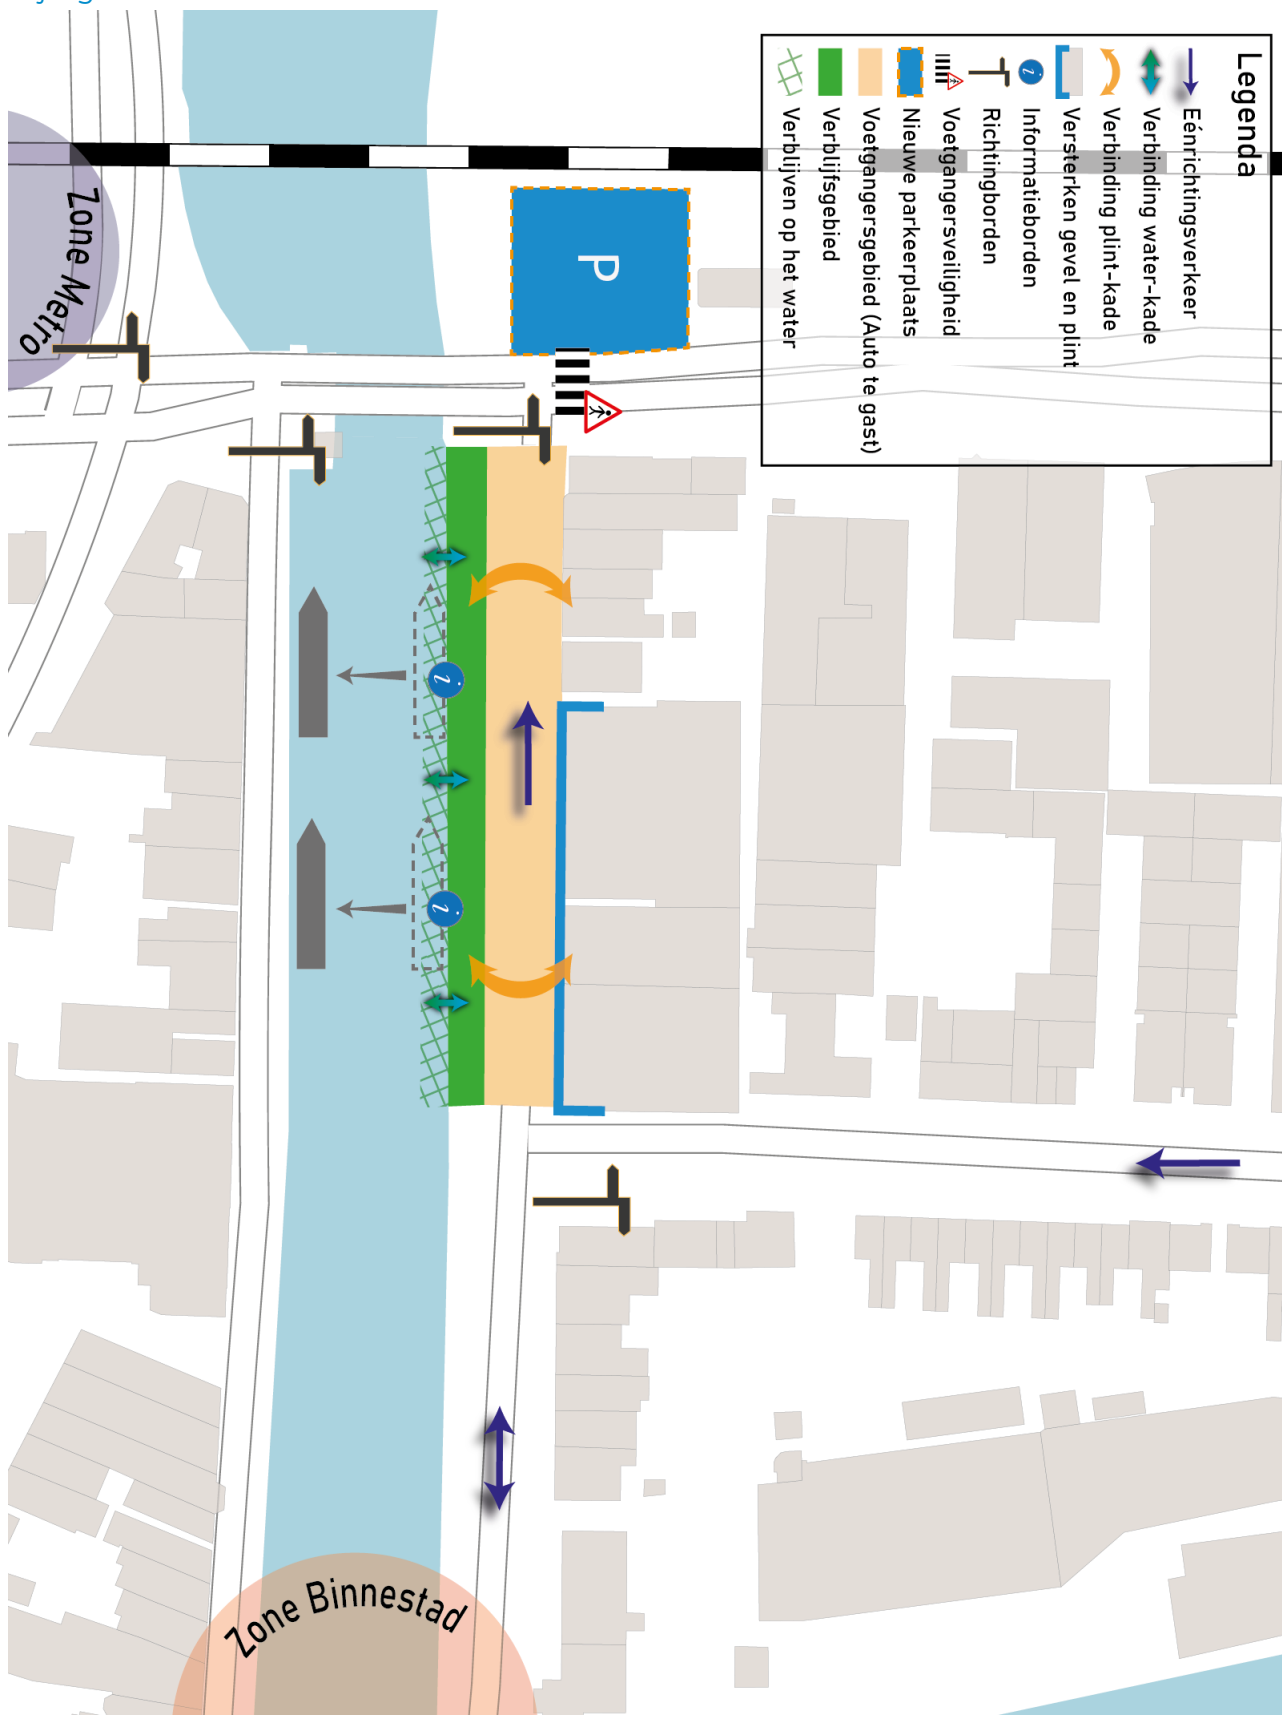 Legenda
Eénrichtingsverkeer
Verbinding water-kade
Verbinding plint-kade
Versterken gevel en plint
Informatieborden
Richtingborden
Voetgangersveiligheid
Nieuwe parkeerplaats
Voetgangersgebied (Auto te gast)
Verblijfsgebied
Verblijven op het water
P
Zone Metro
i
i
i
Zone Binnestad